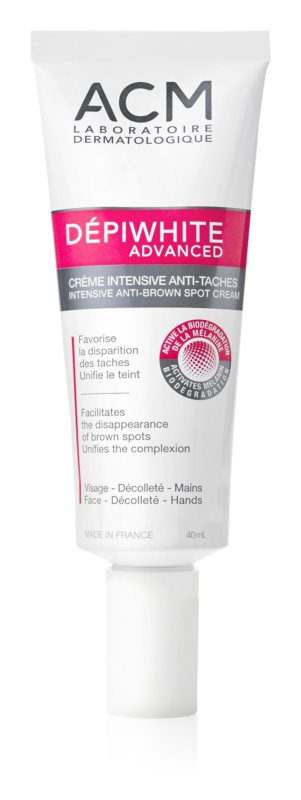 ACM
LABORATOIRE
DERMATOLOGIQUE
DÉPIWHITE
ADVANCED
CRÈME INTENSIVE ANTI-TACHES
INTENSIVE ANTI-BROWN SPOT CREAM
Favorise
la disparition
des taches
Unifie le teint
ACTIVE LA BIODÉGRADATION
DE LA MÉLANINE
ACTIVATES MELANIN
BIODEGRADATION
Facilitates
the disappearance
of brown spots
Unifies the complexion
Visage - Décolleté - Mains
Face - Décolleté - Hands
MADE IN FRANCE
40mL